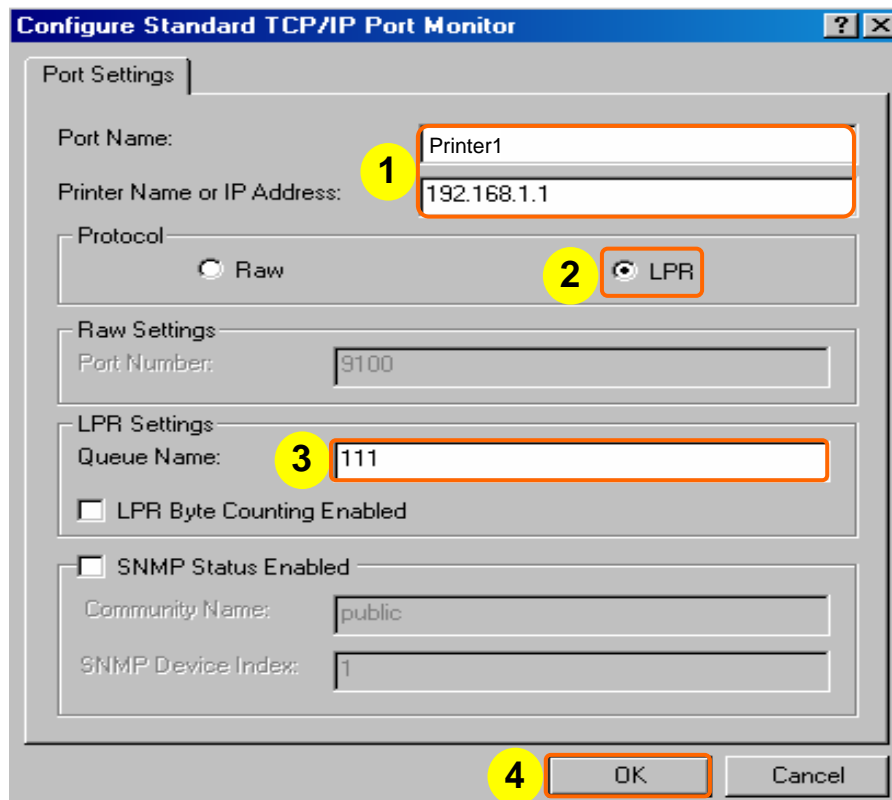 Configure Standard TCP/IP Port Monitor
Port Settings
Port Name: Printer1
1
Printer Name or IP Address: 192.168.1.1
Protocol
Raw 2 LPR
Raw Settings
Port Number: 9100
LPR Settings
Queue Name: 3 111
LPR Byte Counting Enabled
SNMP Status Enabled
Community Name: public
SNMP Device Index: 1
4 OK Cancel